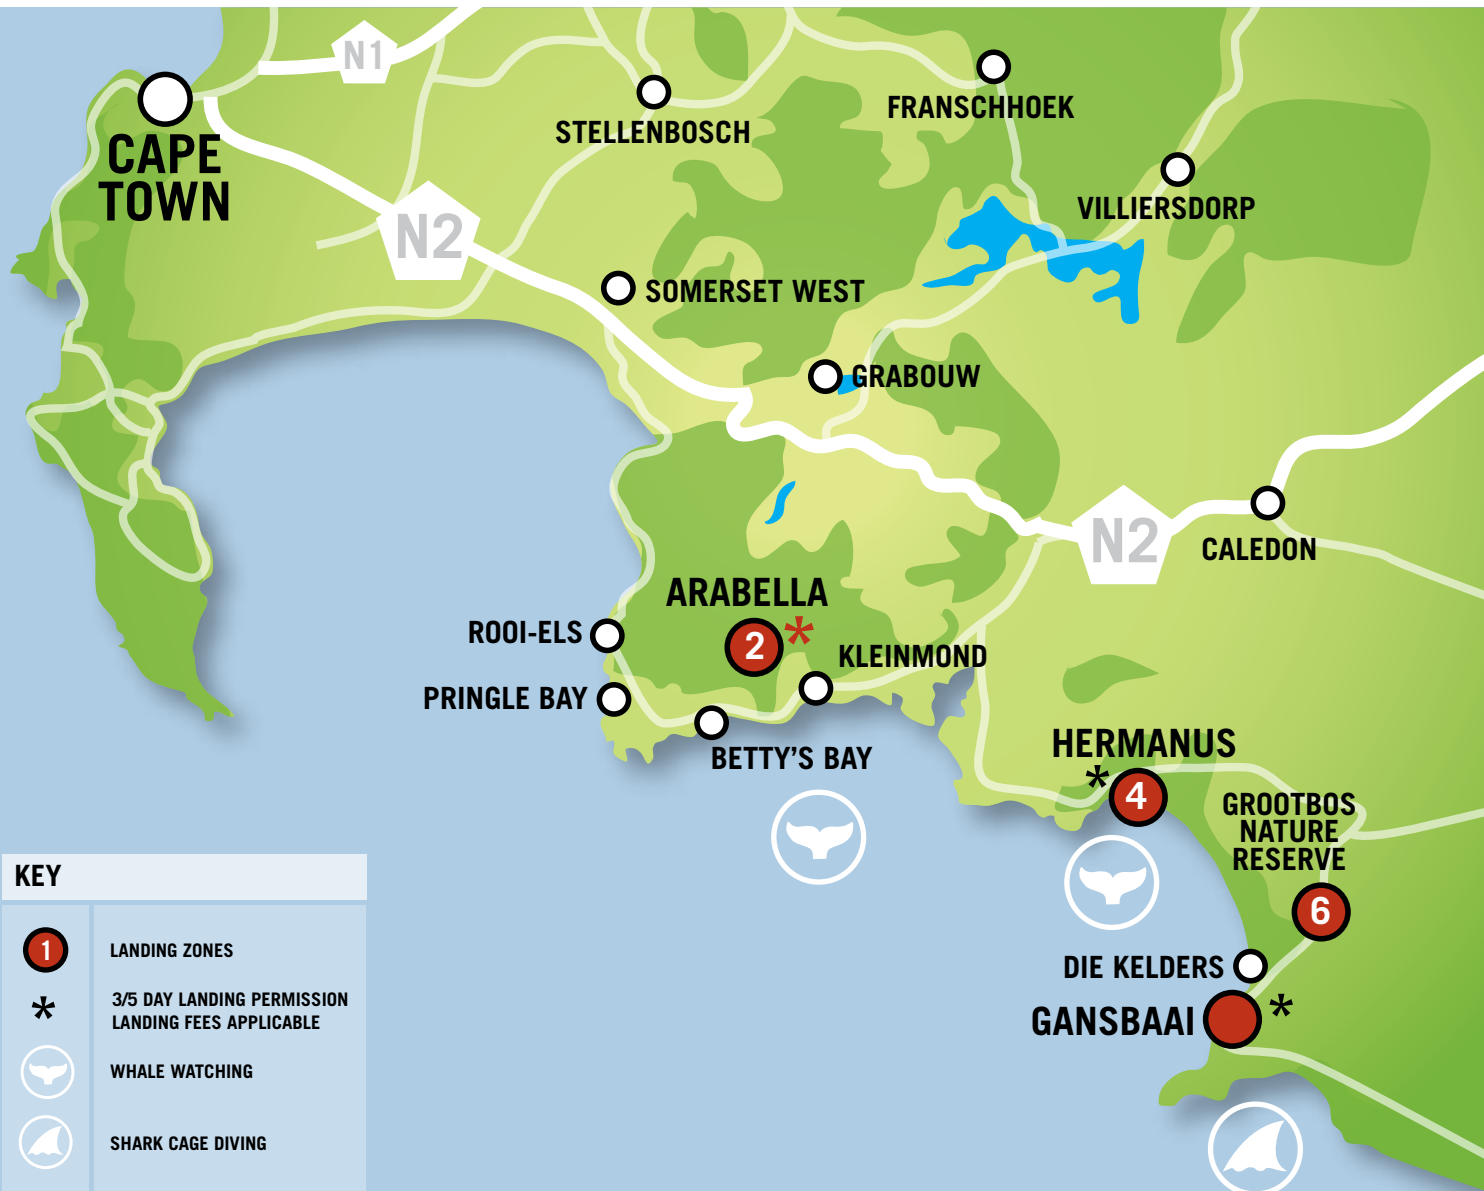 N1
CAPE
TOWN
STELLENBOSCH
FRANSCHHOEK
VILLIERSDORP
N2
SOMERSET WEST
GRABOUW
N2
CALEDON
ARABELLA
2
*
ROOI-ELS
KLEINMOND
PRINGLE BAY
BETTY'S BAY
HERMANUS
*
4
GROOTBOS
NATURE
RESERVE
6
DIE KELDERS
GANSBAAI
*
KEY
1
LANDING ZONES
*
3/5 DAY LANDING PERMISSION
LANDING FEES APPLICABLE
WHALE WATCHING
SHARK CAGE DIVING